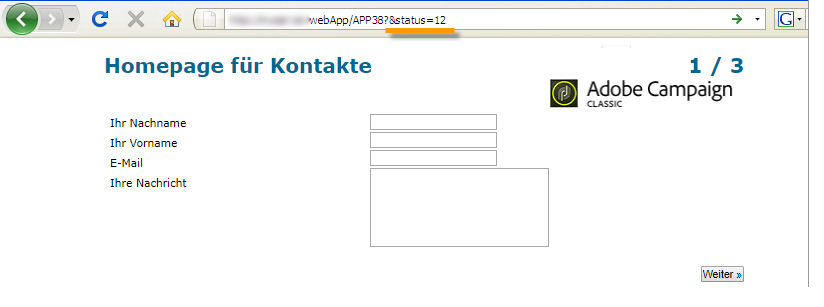 webApp/APP38?&status=12
G
Homepage für Kontakte
1 / 3
Adobe Campaign
CLASSIC
Ihr Nachname
Ihr Vorname
E-Mail
Ihre Nachricht
Weiter »